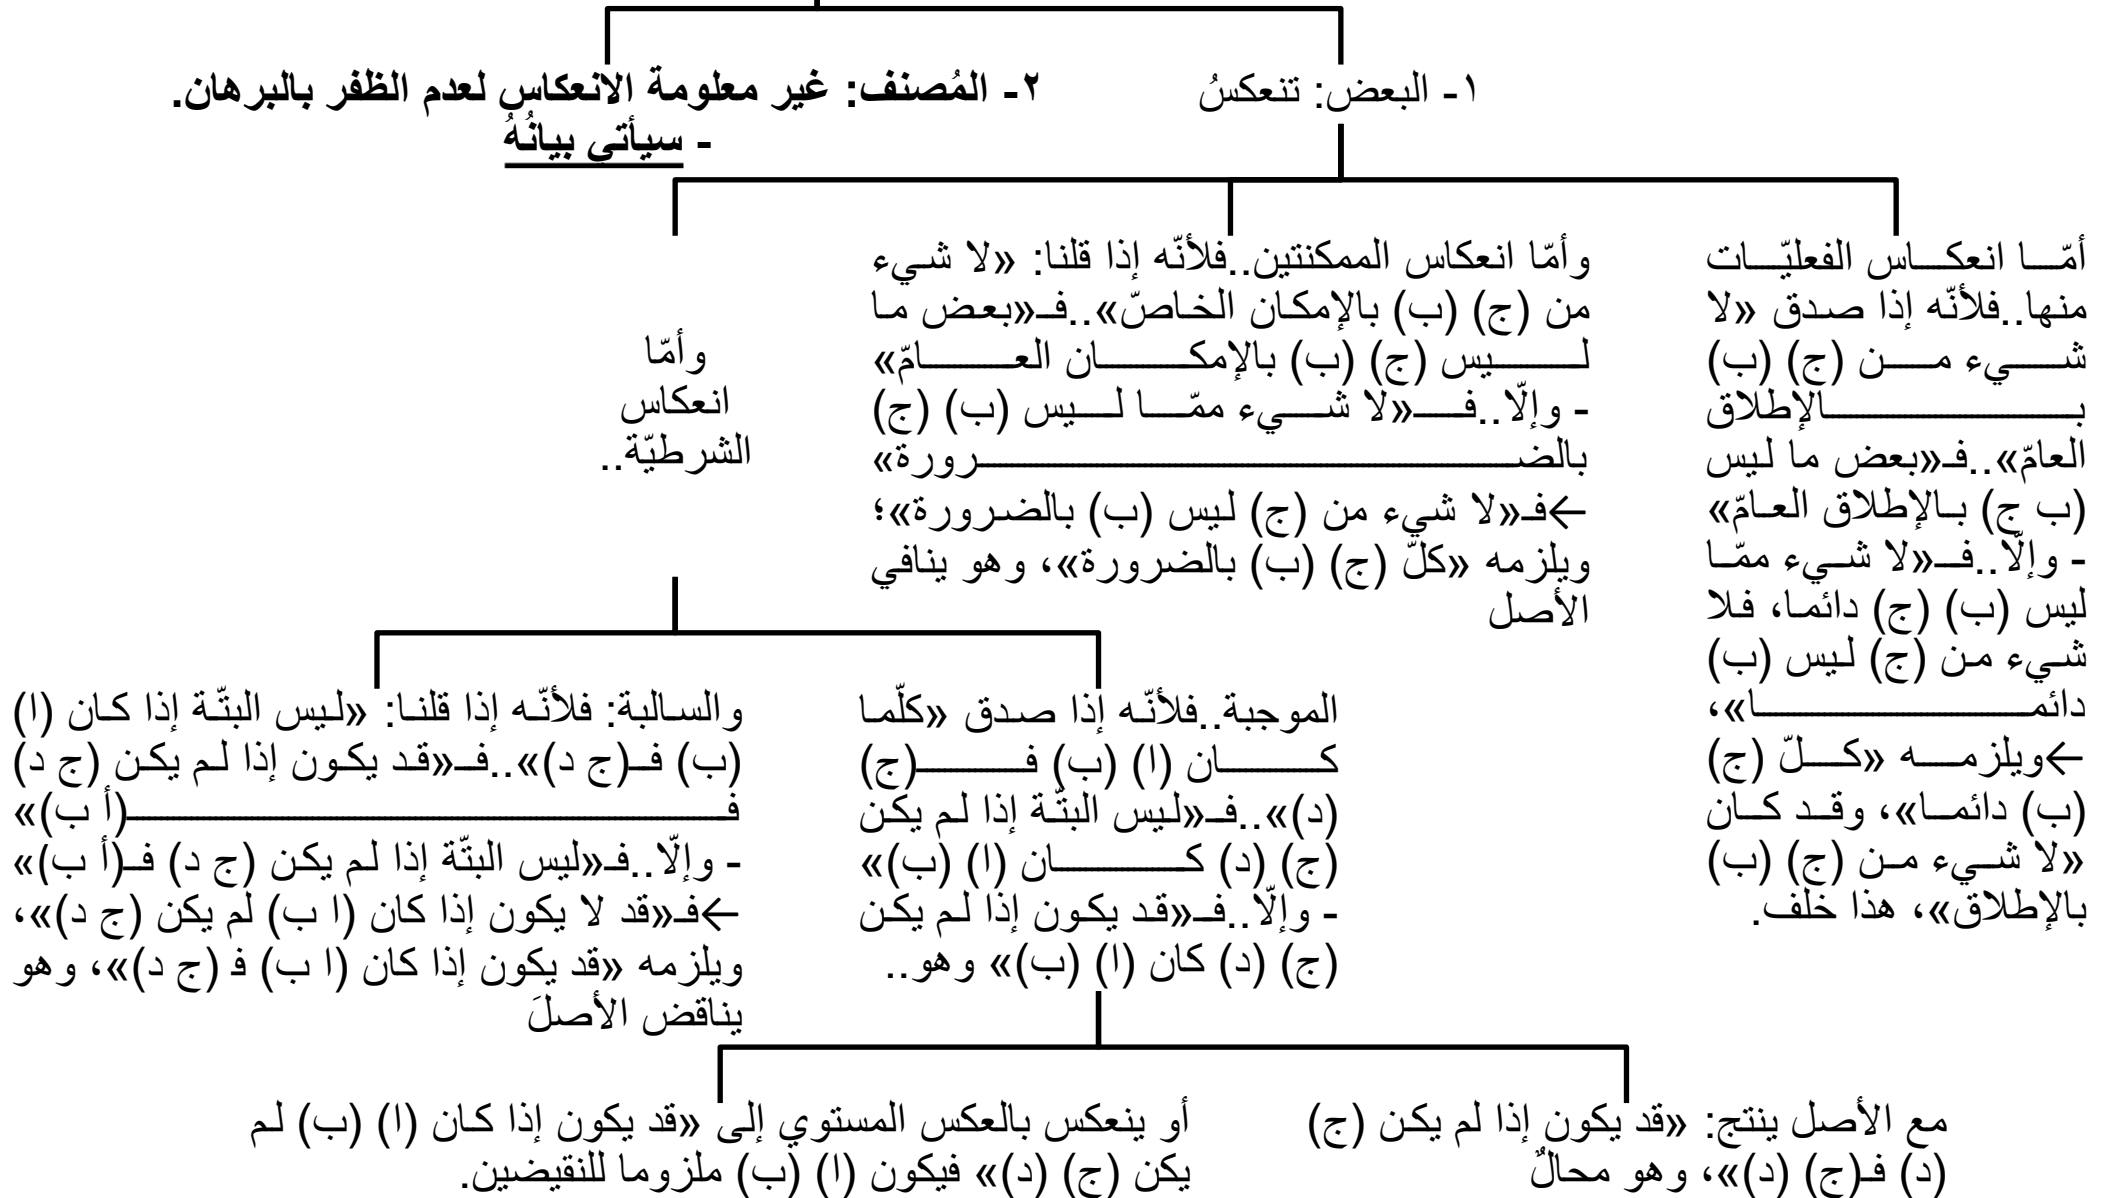 ١- البعض: تنعكسُ
٢- المُصنف: غير معلومة الانعكاس لعدم الظفر بالبرهان.
- سيأتي بيانُهُ
أمّا انعكاس الفعليّات
منها..فلأنّه إذا صدق «لا
شيء من (ج) (ب)
بالإطلاق
العامّ»..فـ«بعض ما ليس
(ب ج) بالإطلاق العامّ»
- وإلّا..فـ«لا شيء ممّا
ليس (ب) (ج) دائما، فلا
شيء من (ج) ليس (ب)
دائما»،
←ويلزمه «كلّ (ج)
(ب) دائما»، وقد كان
«لا شيء من (ج) (ب)
بالإطلاق»، هذا خلف.
وأمّا انعكاس الممكنتين..فلأنّه إذا قلنا: «لا شيء
من (ج) (ب) بالإمكان الخاصّ»..فـ«بعض ما
ليس (ج) (ب) بالإمكان العامّ»
- وإلّا..فـ«لا شيء ممّا ليس (ب) (ج)
بالضرورة»
←فـ«لا شيء من (ج) ليس (ب) بالضرورة»؛
ويلزمه «كلّ (ج) (ب) بالضرورة»، وهو ينافي
الأصل
وأمّا
انعكاس
الشرطيّة..
الموجبة..فلأنّه إذا صدق «كلّما
كان (ا) (ب) فـ(ج)
(د)»..فـ«ليس البتّة إذا لم يكن
(ج) (د) كان (ا) (ب)»
- وإلّا..فـ«قد يكون إذا لم يكن
(ج) (د) كان (ا) (ب)» وهو..
والسالبة: فلأنّه إذا قلنا: «ليس البتّة إذا كان (ا)
(ب) فـ(ج د)»..فـ«قد يكون إذا لم يكن (ج د)
فـ(أ ب)»
- وإلّا..فـ«ليس البتّة إذا لم يكن (ج د) فـ(أ ب)»
←فـ«قد لا يكون إذا كان (ا ب) لم يكن (ج د)»،
ويلزمه «قد يكون إذا كان (ا ب) فـ (ج د)»، وهو
يناقض الأصلَ
مع الأصل ينتج: «قد يكون إذا لم يكن (ج)
(د) فـ(ج) (د)»، وهو محالٌ
أو ينعكس بالعكس المستوي إلى «قد يكون إذا كان (ا) (ب) لم
يكن (ج) (د)» فيكون (ا) (ب) ملزوما للنقيضين.